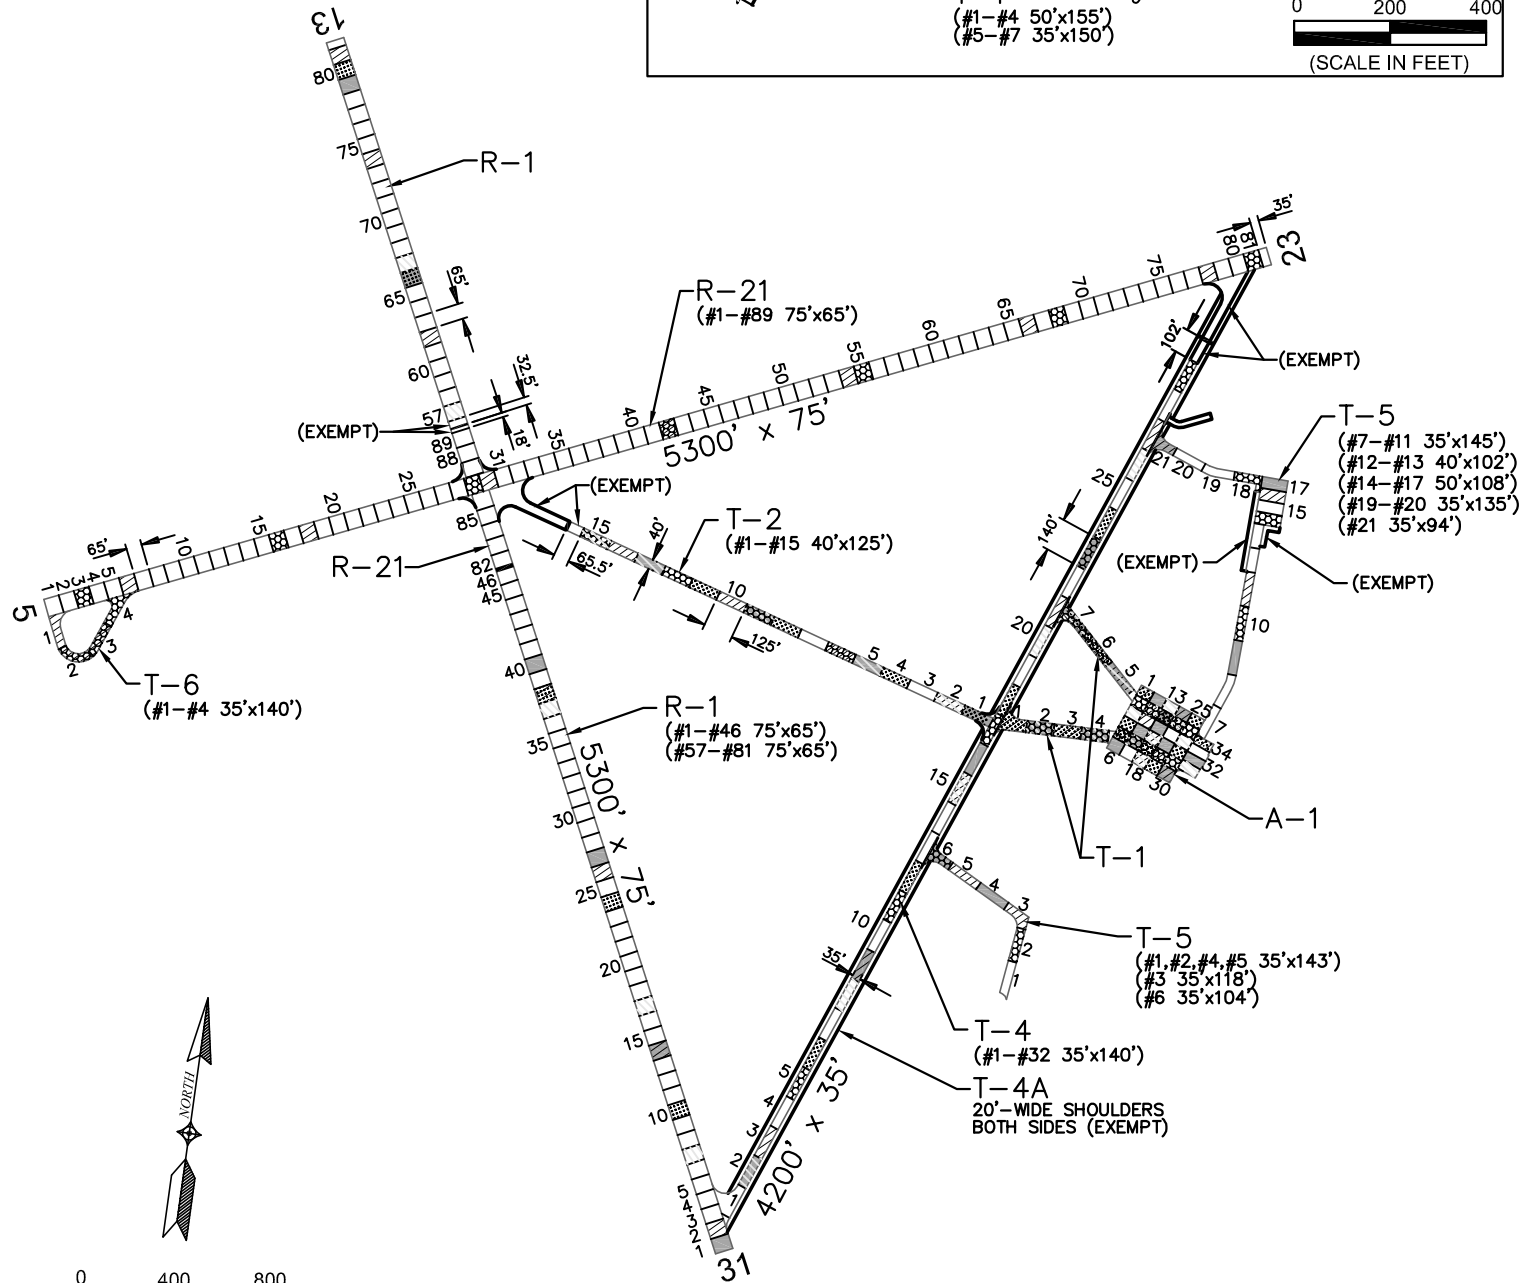 (#1-#4 50'x155')
(#5-#7 35'x150')
0 200 400
(SCALE IN FEET)
13
80
75
R-1
70
65
65'
60
57
32.5'
18'
(EXEMPT)
89
88
85
82
46
45
R-21
R-21
(#1-#89 75'x65')
5300' x 75'
1
2
3
4
5
10
15
20
25
31
35
40
45
50
55
60
65
70
75
80
81
35'
23
65'
5
1
2
3
4
T-6
(#1-#4 35'x140')
(EXEMPT)
15
40'
65.5'
T-2
(#1-#15 40'x125')
10
125'
5
4
3
2
1
102'
(EXEMPT)
T-5
(#7-#11 35'x145')
(#12-#13 40'x102')
(#14-#17 50'x108')
(#19-#20 35'x135')
(#21 35'x94')
21
20
19
18
17
15
(EXEMPT)
(EXEMPT)
10
7
25
140'
20
7
6
5
1
2
3
4
1
13
25
34
32
6
18
30
A-1
T-1
15
6
5
4
3
2
1
T-5
(#1,#2,#4,#5 35'x143')
(#3 35'x118')
(#6 35'x104')
10
35'
T-4
(#1-#32 35'x140')
T-4A
20'-WIDE SHOULDERS
BOTH SIDES (EXEMPT)
5
4
3
2
1
4200' x 35'
40
R-1
(#1-#46 75'x65')
(#57-#81 75'x65')
35
5300' x 75'
30
25
20
15
10
5
4
3
2
1
31
NORTH
0 400 800